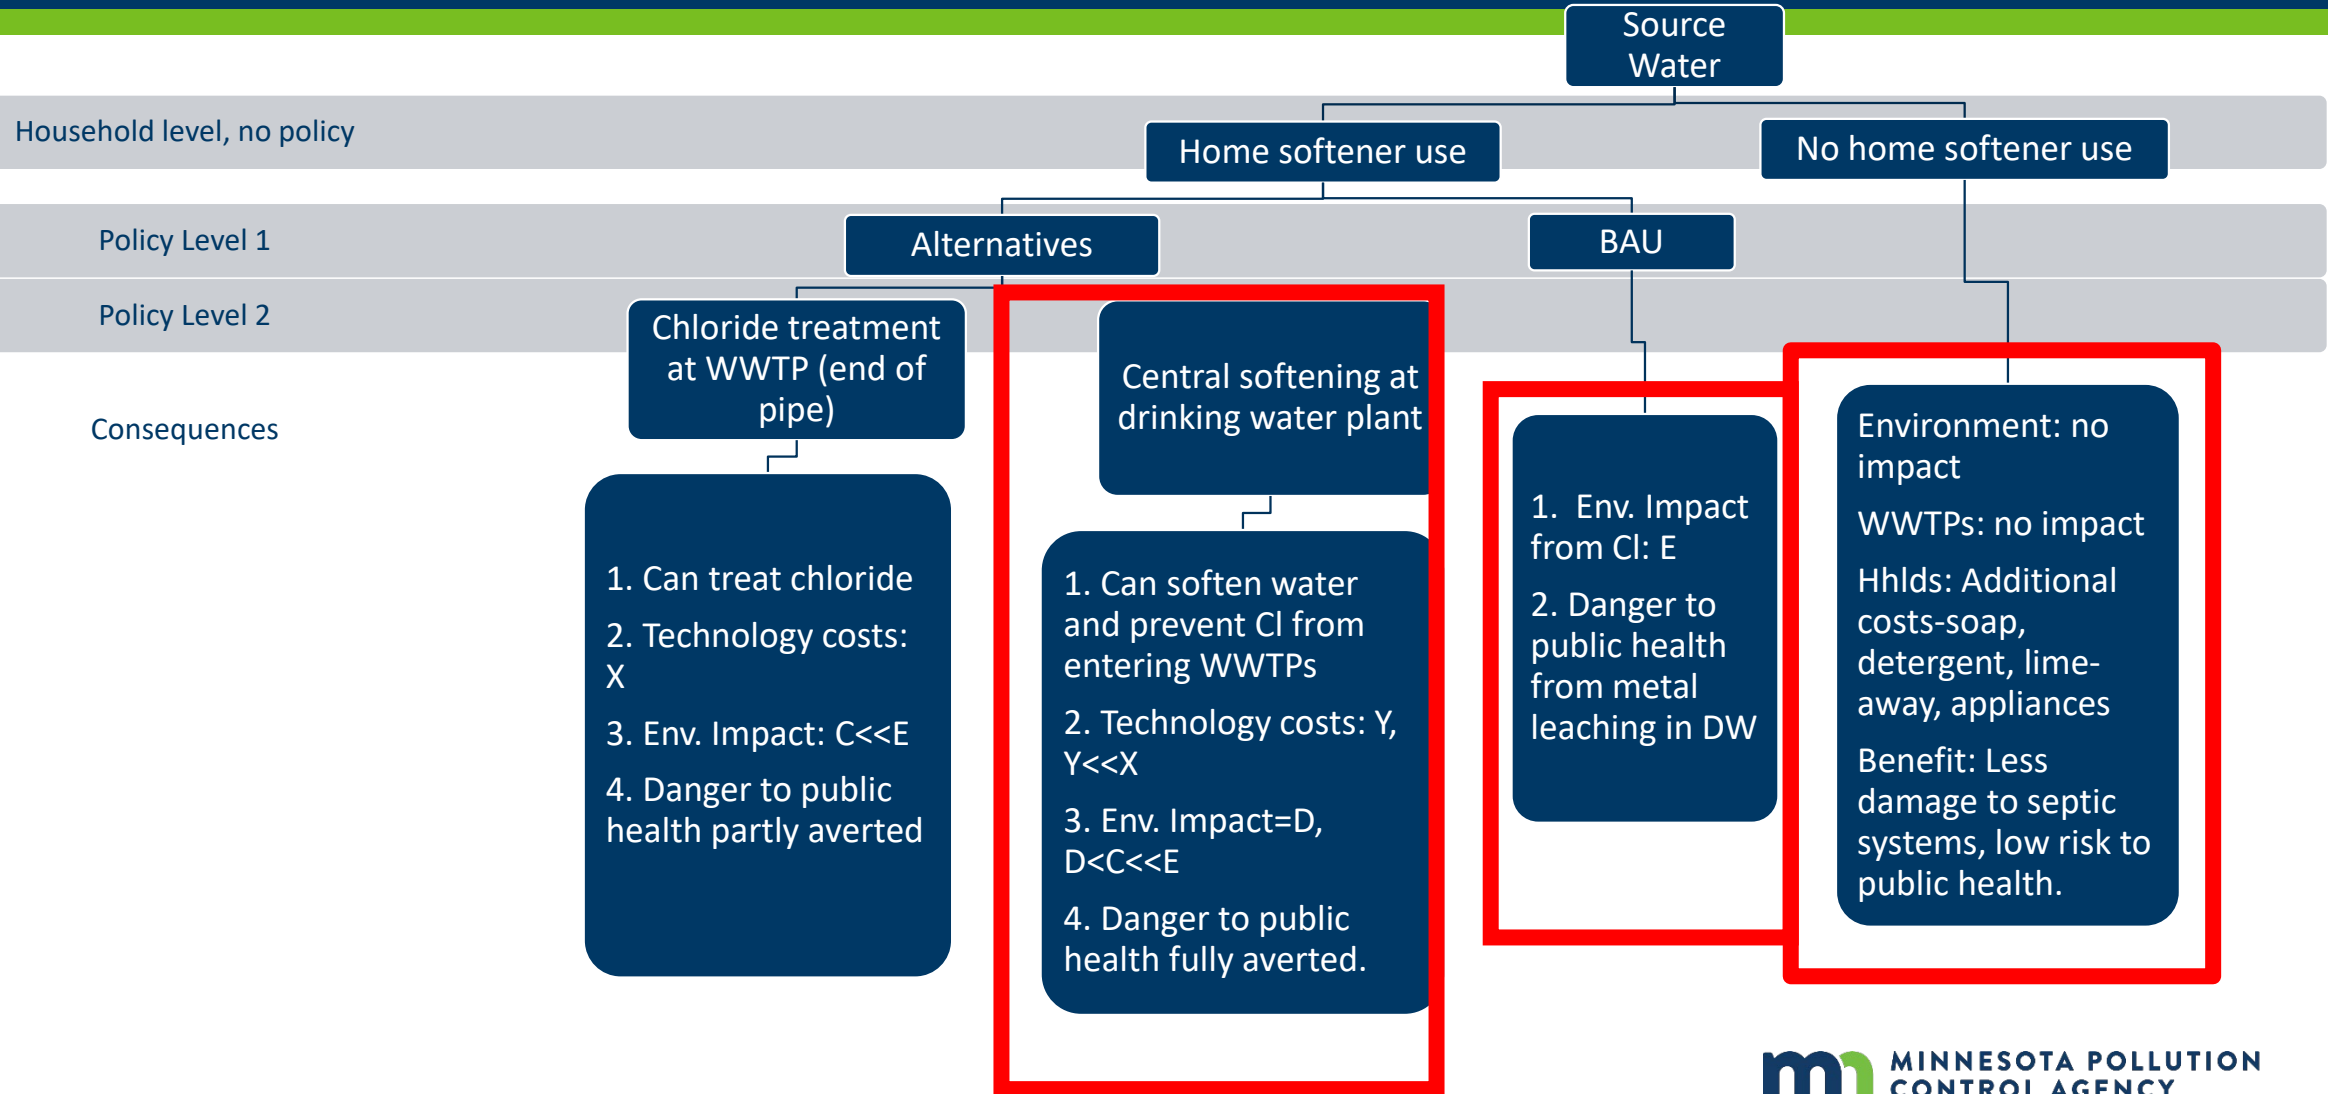 Source
Water
Household level, no policy
Home softener use
No home softener use
Policy Level 1
Alternatives
BAU
Policy Level 2
Chloride treatment
at WWTP (end of
pipe)
Central softening at
drinking water plant
Consequences
1. Can treat chloride
2. Technology costs:
X
3. Env. Impact: C<<E
4. Danger to public
health partly averted
1. Can soften water
and prevent Cl from
entering WWTPs
2. Technology costs: Y,
Y<<X
3. Env. Impact=D,
D<C<<E
4. Danger to public
health fully averted.
1. Env. Impact
from Cl: E
2. Danger to
public health
from metal
leaching in DW
Environment: no
impact
WWTPs: no impact
Hhlds: Additional
costs-soap,
detergent, lime-
away, appliances
Benefit: Less
damage to septic
systems, low risk to
public health.
MINNESOTA POLLUTION
CONTROL AGENCY